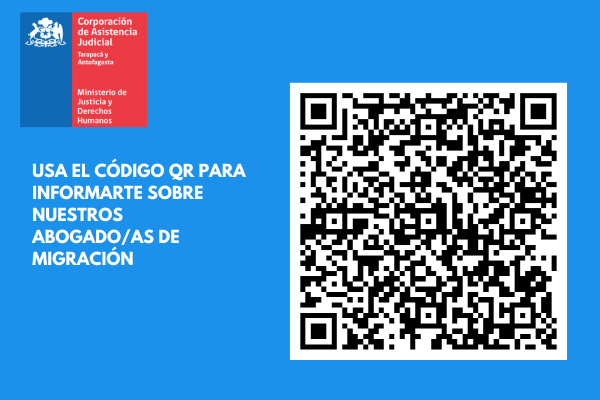 Corporación
de Asistencia
Judicial
Tarapacá y
Antofagasta
Ministerio de
Justicia y
Derechos
Humanos
USA EL CÓDIGO QR PARA
INFORMARTE SOBRE
NUESTROS
ABOGADO/AS DE
MIGRACIÓN